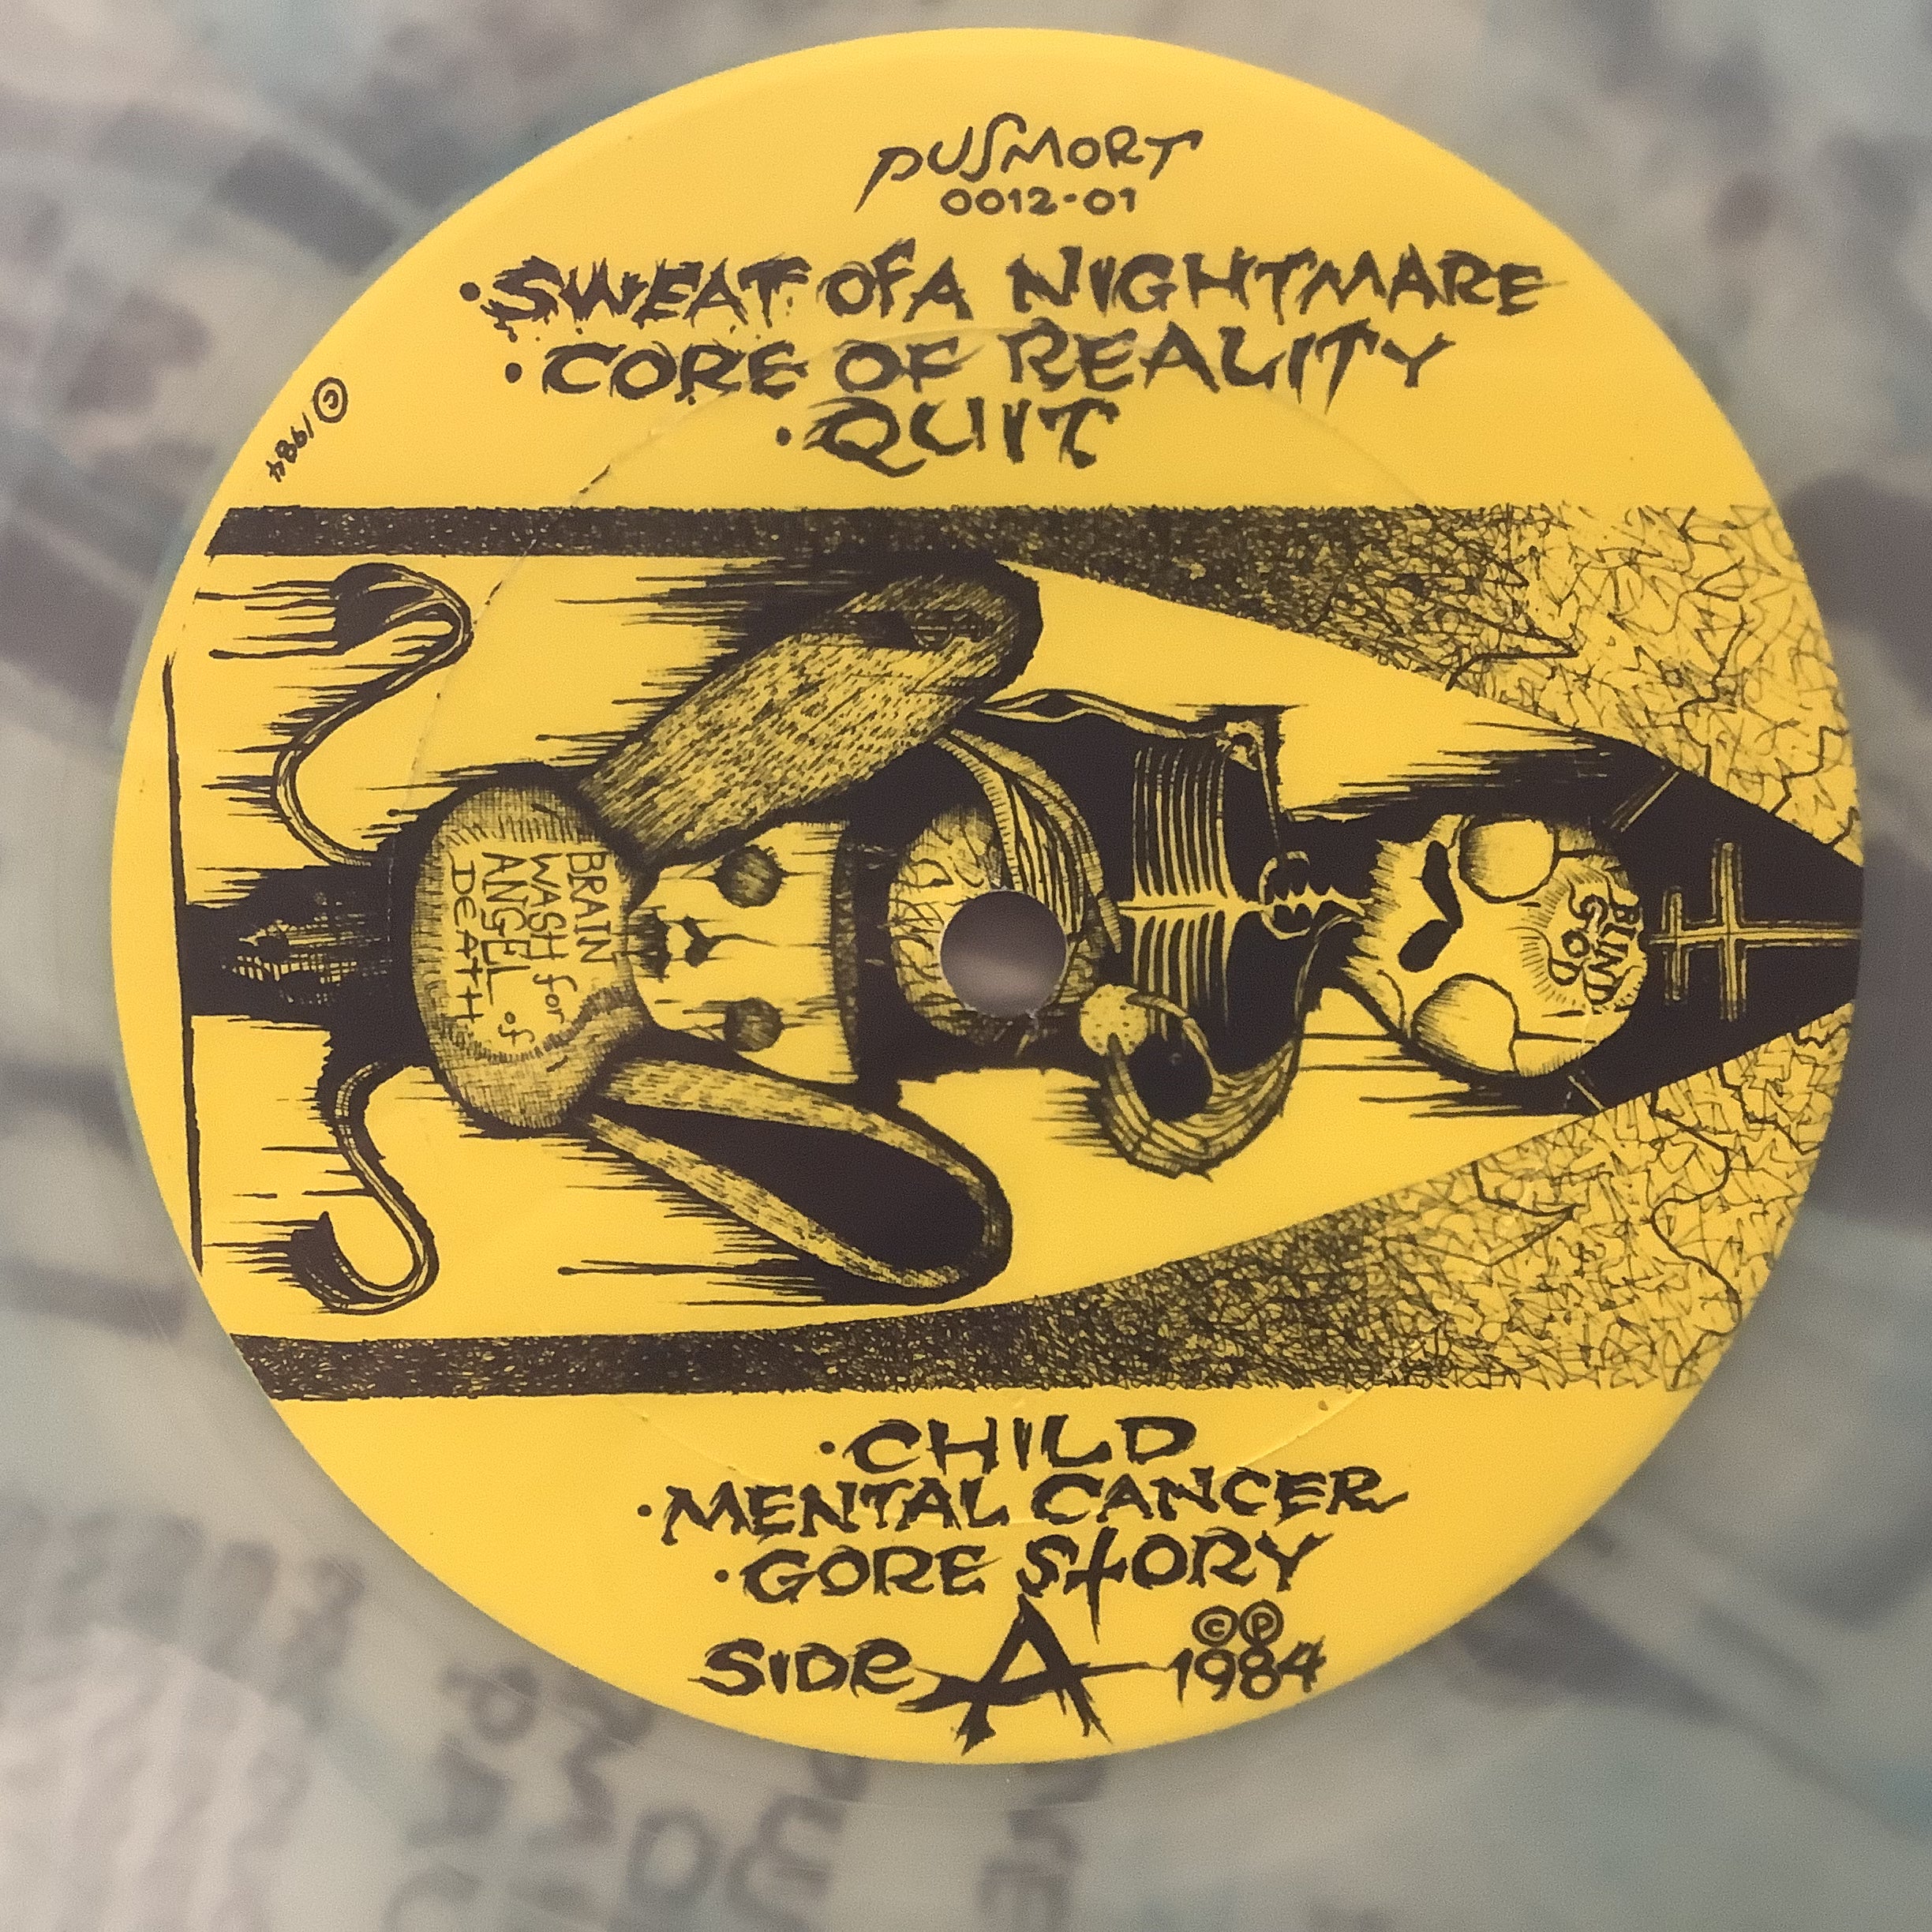 PUSMORT
0012-01
·SWEAT OF A NIGHTMARE
·CORE OF REALITY
·QUIT
© 1984
BRAIN
WASH for
ANGEL of
DEATH
BLIND
GOD
·CHILD
·MENTAL CANCER
·GORE STORY
SIDE A ©℗
1984